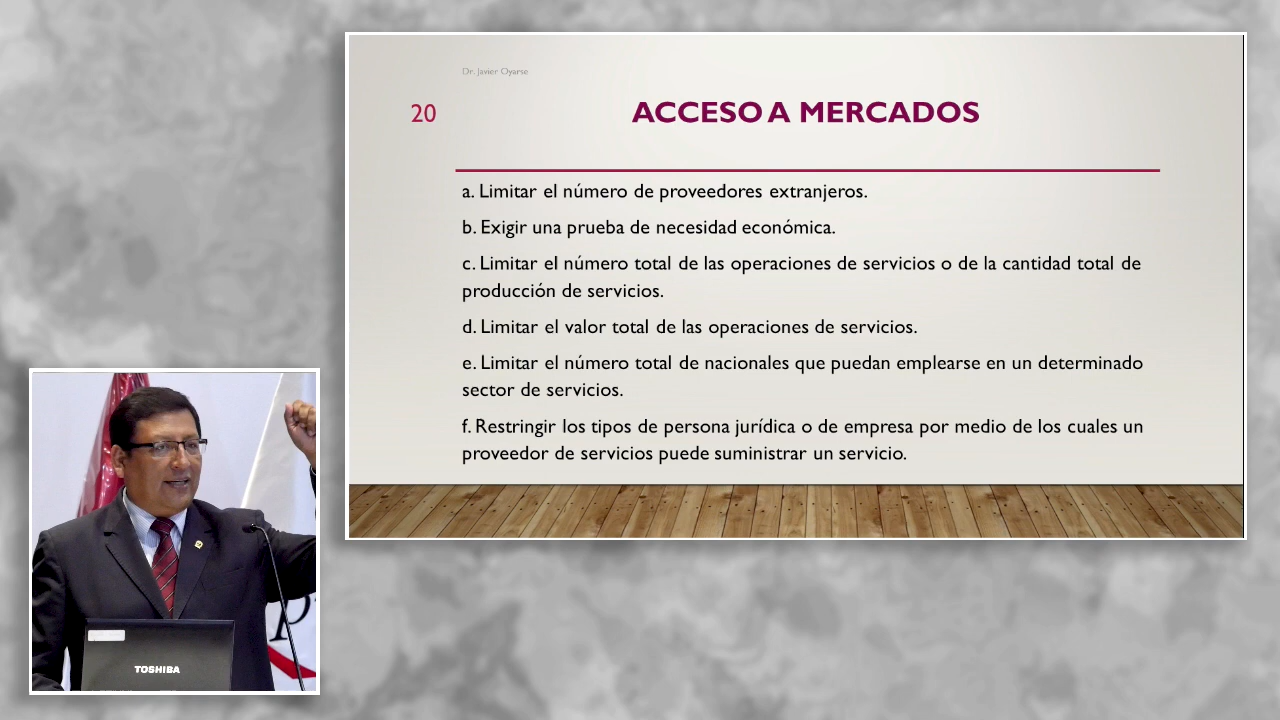 Dr. Javier Oyarse
20
ACCESO A MERCADOS
a. Limitar el número de proveedores extranjeros.
b. Exigir una prueba de necesidad económica.
c. Limitar el número total de las operaciones de servicios o de la cantidad total de
producción de servicios.
d. Limitar el valor total de las operaciones de servicios.
e. Limitar el número total de nacionales que puedan emplearse en un determinado
sector de servicios.
f. Restringir los tipos de persona jurídica o de empresa por medio de los cuales un
proveedor de servicios puede suministrar un servicio.
TOSHIBA